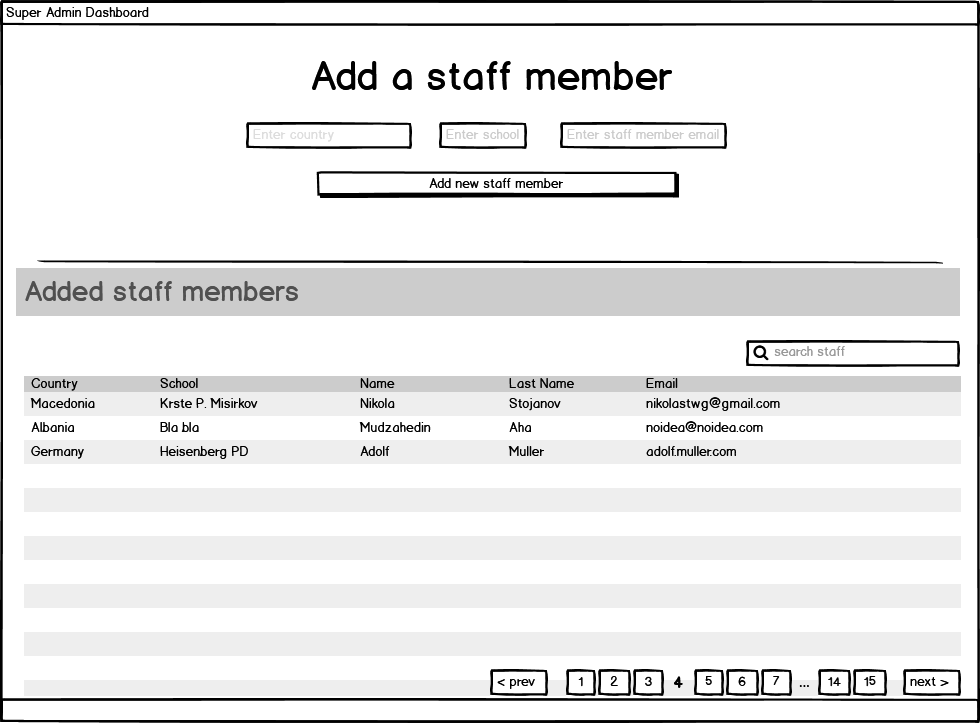 Super Admin Dashboard
Add a staff member
Enter country Enter school Enter staff member email
Add new staff member
Added staff members
search staff
Country School Name Last Name Email
Macedonia Krste P. Misirkov Nikola Stojanov nikolastwg@gmail.com
Albania Bla bla Mudzahedin Aha noidea@noidea.com
Germany Heisenberg PD Adolf Muller adolf.muller.com
< prev 1 2 3 4 5 6 7 ... 14 15 next >